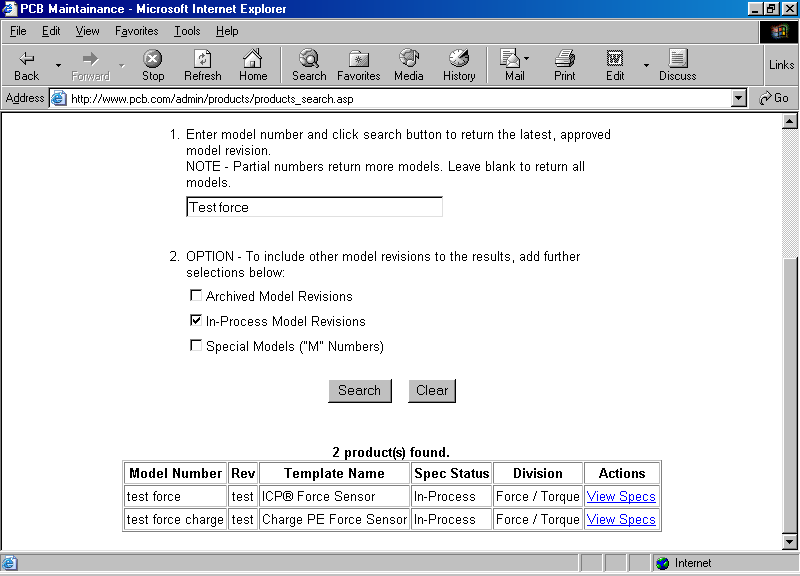 PCB Maintainance - Microsoft Internet Explorer
File Edit View Favorites Tools Help
Back Forward Stop Refresh Home Search Favorites Media History Mail Print Edit Discuss Links
Address http://www.pcb.com/admin/products/products_search.asp Go
1. Enter model number and click search button to return the latest, approved
model revision.
NOTE - Partial numbers return more models. Leave blank to return all
models.
Test force
2. OPTION - To include other model revisions to the results, add further
selections below:
Archived Model Revisions
In-Process Model Revisions
Special Models ("M" Numbers)
Search Clear
2 product(s) found.
Model Number Rev Template Name Spec Status Division Actions
test force test ICP® Force Sensor In-Process Force / Torque View Specs
test force charge test Charge PE Force Sensor In-Process Force / Torque View Specs
Internet